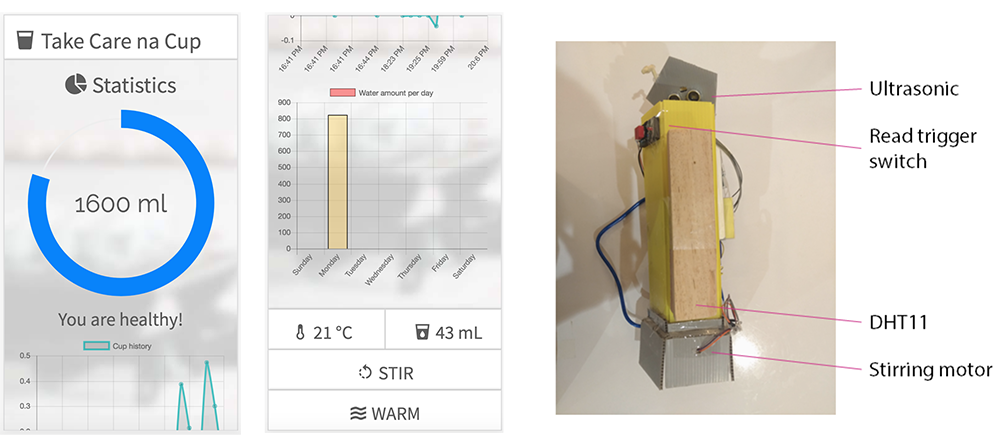 Take Care na Cup
Statistics
1600 ml
You are healthy!
Cup history
0.5
0.4
0.3
0
-0.1
16:41 PM
16:41 PM
16:41 PM
16:44 PM
18:23 PM
19:25 PM
19:59 PM
20:6 PM
Water amount per day
900
800
700
600
500
400
300
200
100
0
Sunday
Monday
Tuesday
Wednesday
Thursday
Friday
Saturday
21 °C
43 mL
STIR
WARM
Ultrasonic
Read trigger
switch
DHT11
Stirring motor